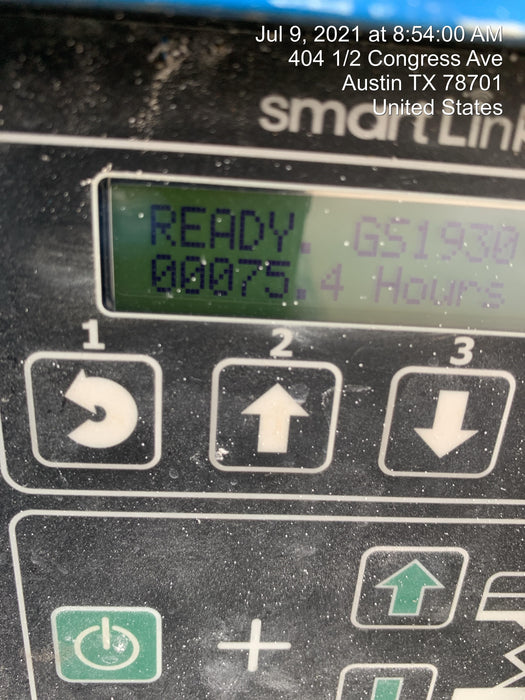 Jul 9, 2021 at 8:54:00 AM
404 1/2 Congress Ave
Austin TX 78701
United States
smartLink
READY. GS1930
00075.4 Hours
1 2 3